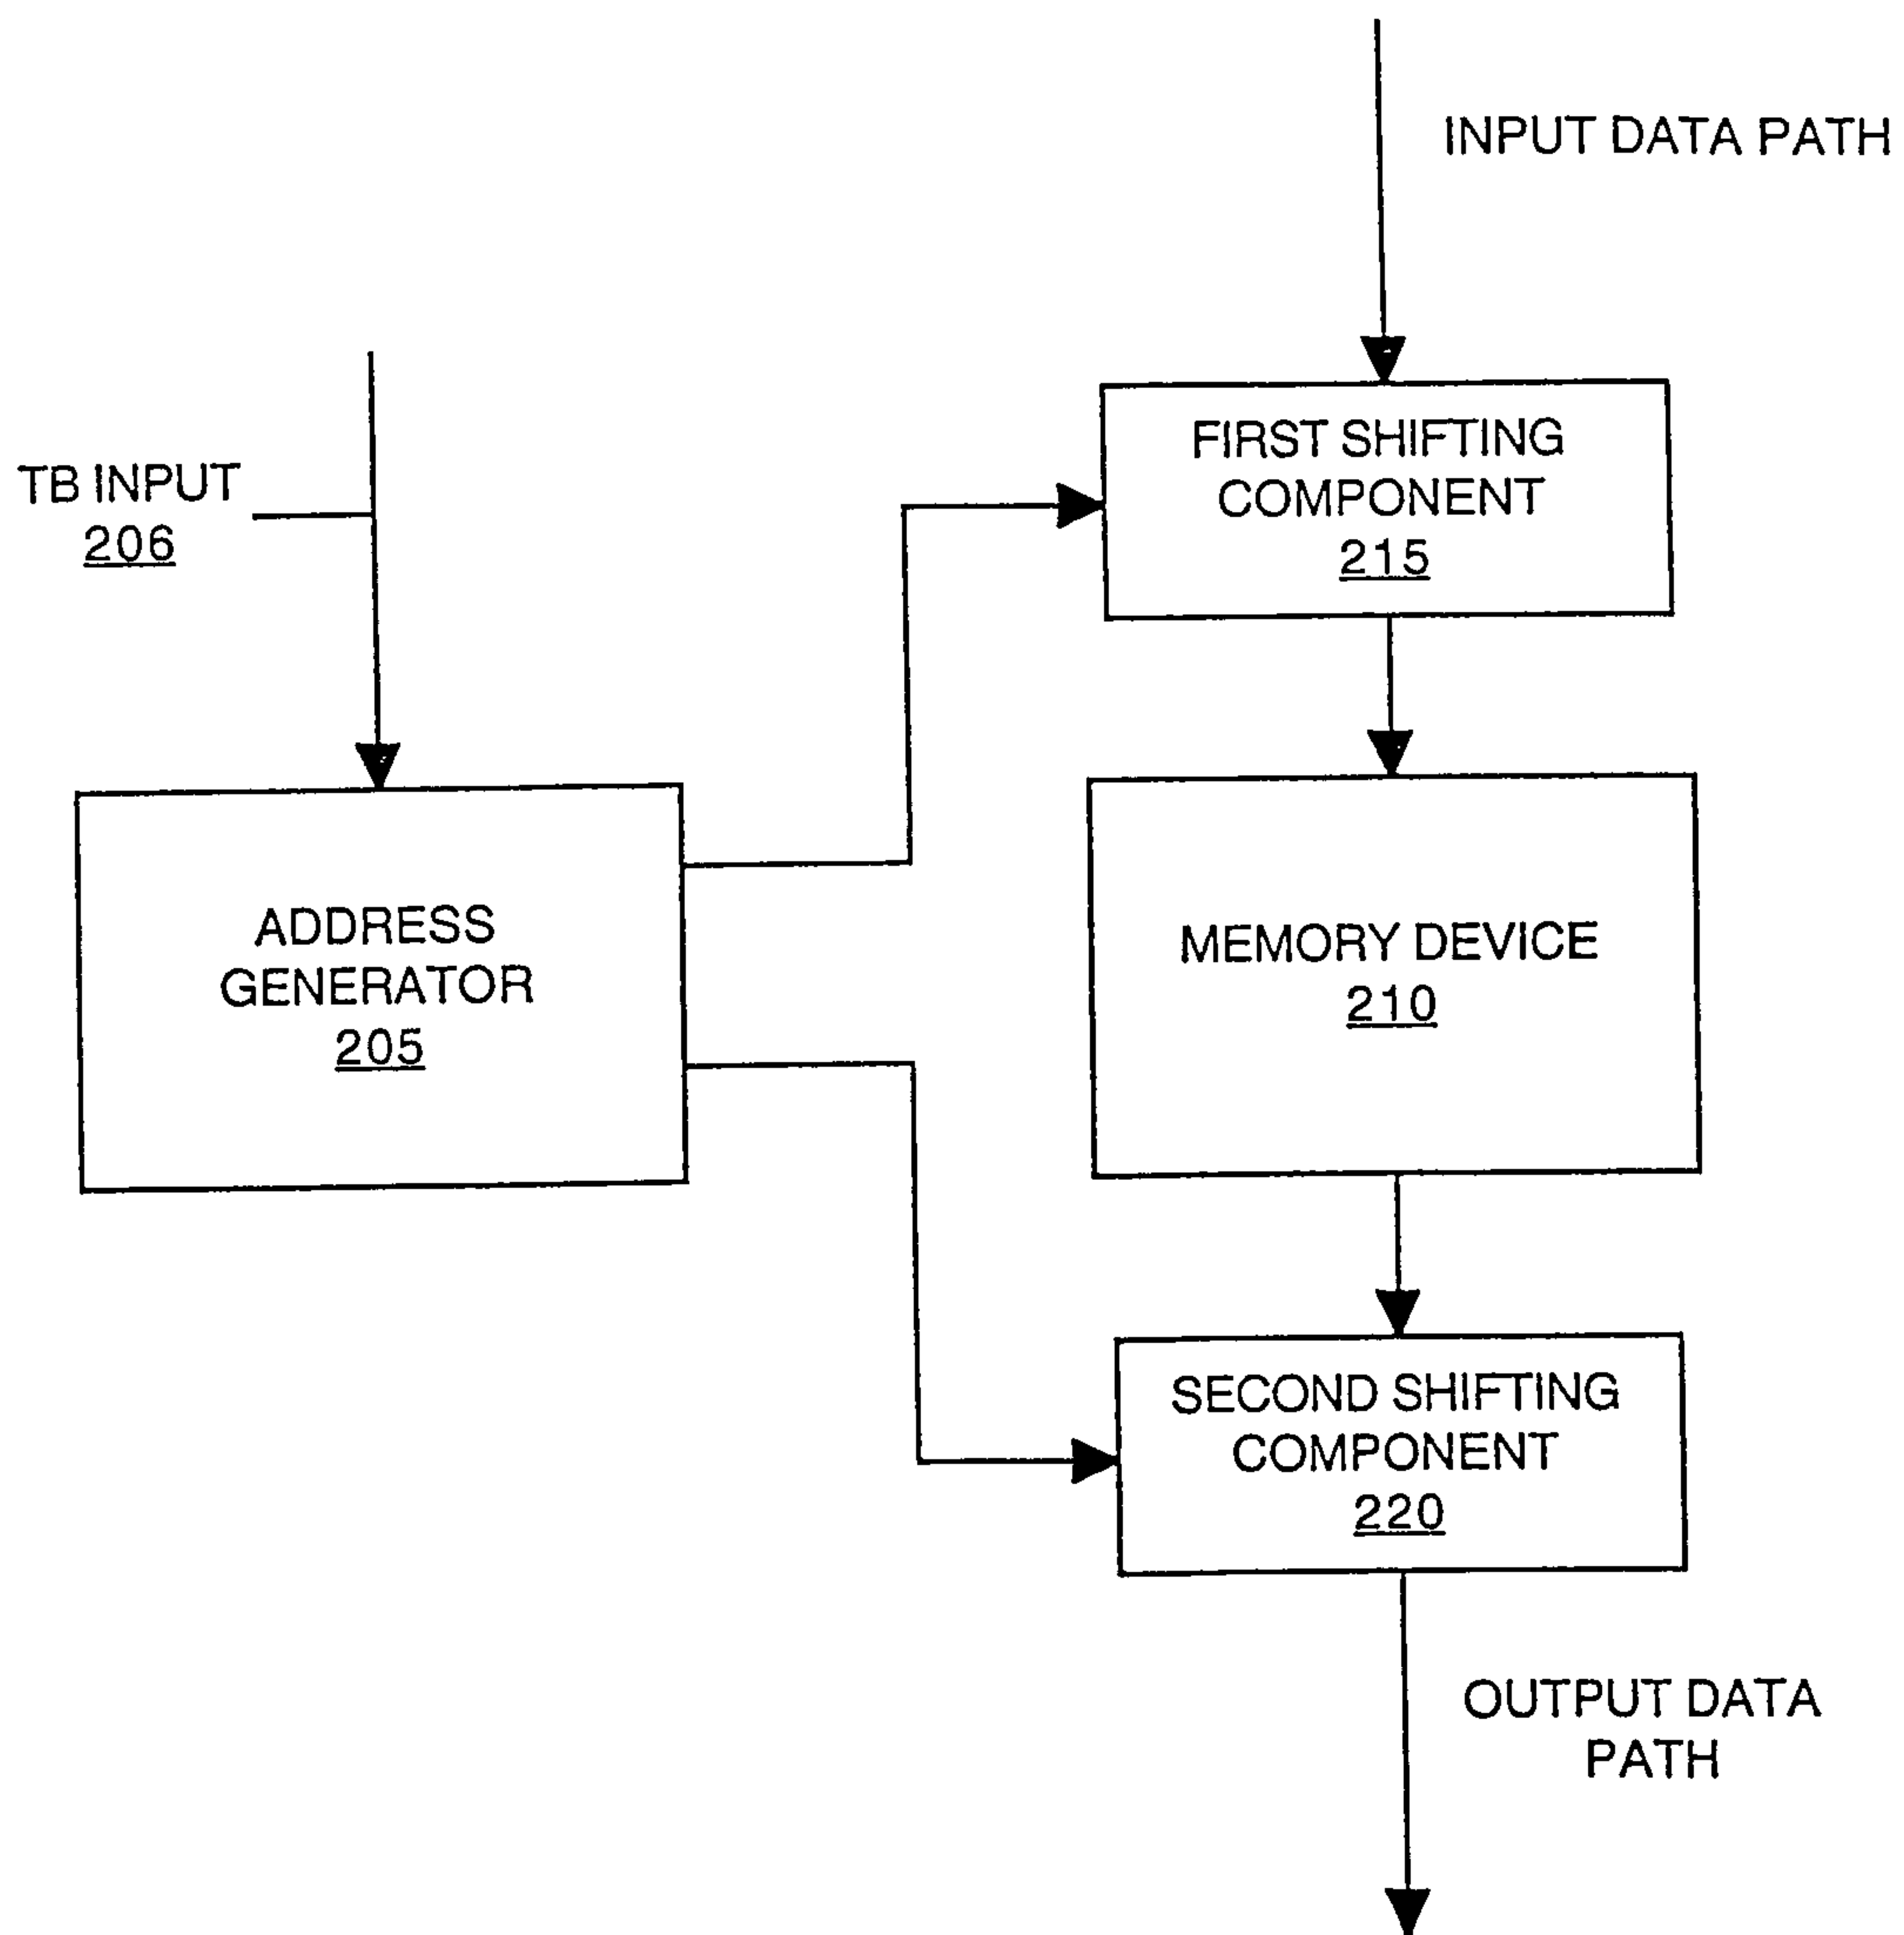 INPUT DATA PATH
FIRST SHIFTING
COMPONENT
215
TB INPUT
206
ADDRESS
GENERATOR
205
MEMORY DEVICE
210
SECOND SHIFTING
COMPONENT
220
OUTPUT DATA
PATH